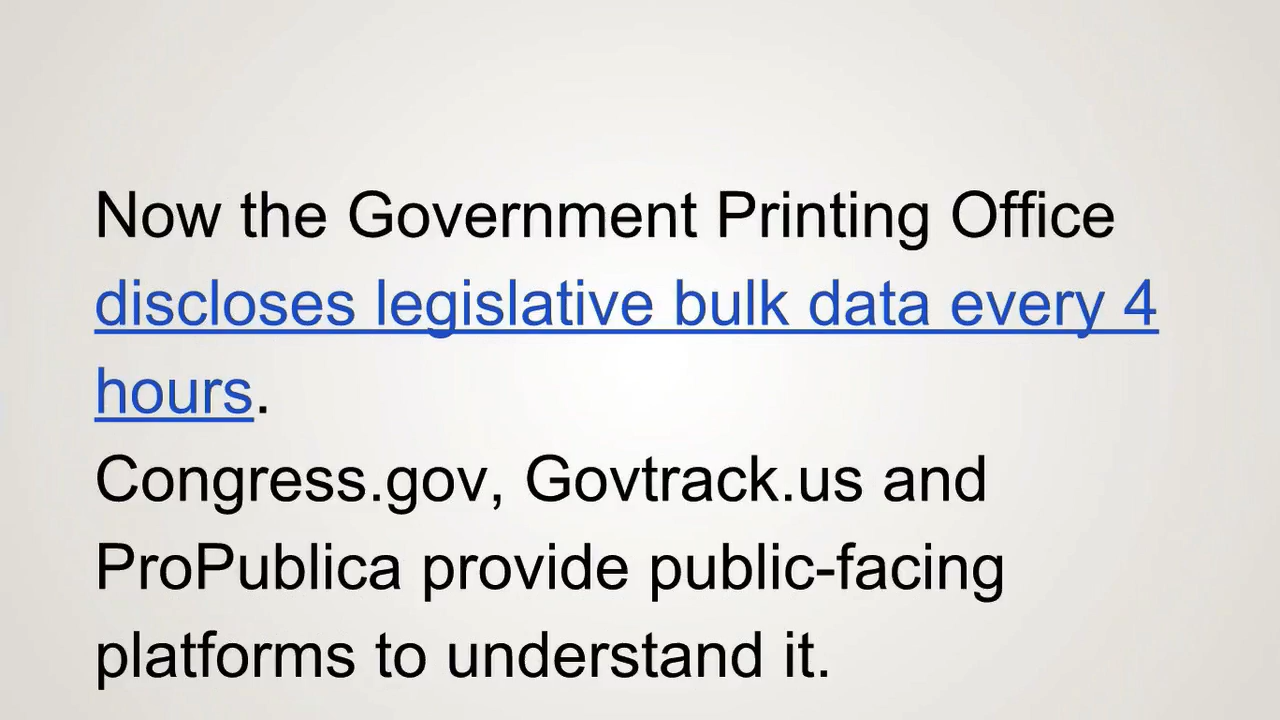 Now the Government Printing Office
discloses legislative bulk data every 4
hours.
Congress.gov, Govtrack.us and
ProPublica provide public-facing
platforms to understand it.